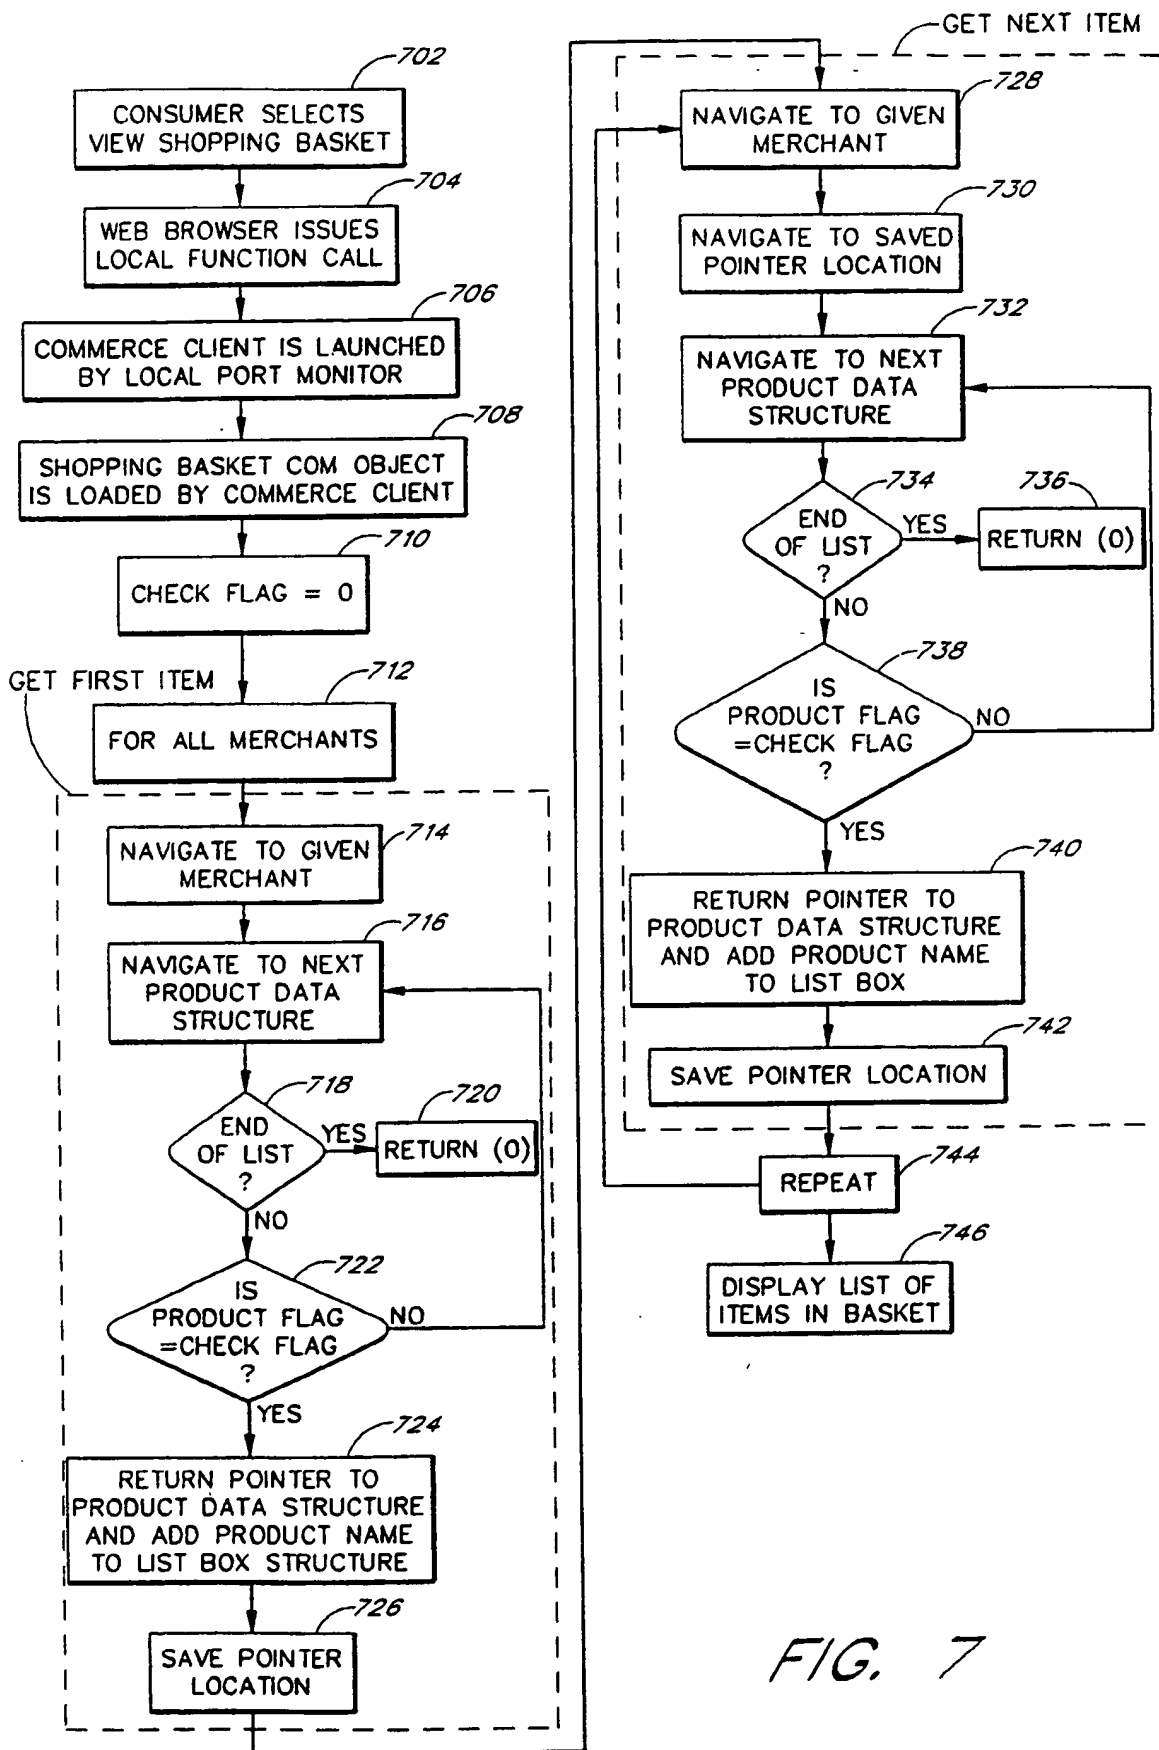 702
CONSUMER SELECTS
VIEW SHOPPING BASKET
704
WEB BROWSER ISSUES
LOCAL FUNCTION CALL
706
COMMERCE CLIENT IS LAUNCHED
BY LOCAL PORT MONITOR
708
SHOPPING BASKET COM OBJECT
IS LOADED BY COMMERCE CLIENT
710
CHECK FLAG = 0
GET FIRST ITEM
712
FOR ALL MERCHANTS
714
NAVIGATE TO GIVEN
MERCHANT
716
NAVIGATE TO NEXT
PRODUCT DATA
STRUCTURE
718
END
OF LIST
?
YES
720
RETURN (0)
NO
722
IS
PRODUCT FLAG
=CHECK FLAG
?
NO
YES
724
RETURN POINTER TO
PRODUCT DATA STRUCTURE
AND ADD PRODUCT NAME
TO LIST BOX STRUCTURE
726
SAVE POINTER
LOCATION
GET NEXT ITEM
728
NAVIGATE TO GIVEN
MERCHANT
730
NAVIGATE TO SAVED
POINTER LOCATION
732
NAVIGATE TO NEXT
PRODUCT DATA
STRUCTURE
734
END
OF LIST
?
YES
736
RETURN (0)
NO
738
IS
PRODUCT FLAG
=CHECK FLAG
?
NO
YES
740
RETURN POINTER TO
PRODUCT DATA STRUCTURE
AND ADD PRODUCT NAME
TO LIST BOX
742
SAVE POINTER LOCATION
744
REPEAT
746
DISPLAY LIST OF
ITEMS IN BASKET
FIG. 7